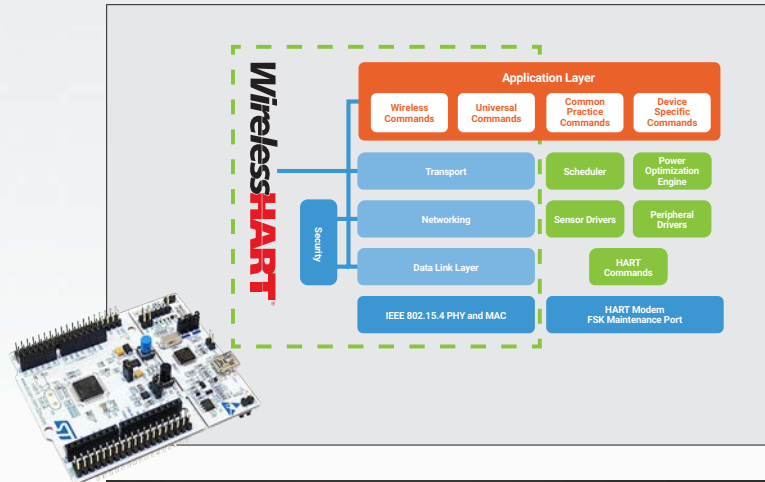 WirelessHART®
Application Layer
Wireless
Commands
Universal
Commands
Common
Practice
Commands
Device
Specific
Commands
Transport
Scheduler
Power
Optimization
Engine
Security
Networking
Sensor Drivers
Peripheral
Drivers
Data Link Layer
HART
Commands
IEEE 802.15.4 PHY and MAC
HART Modem
FSK Maintenance Port
ST